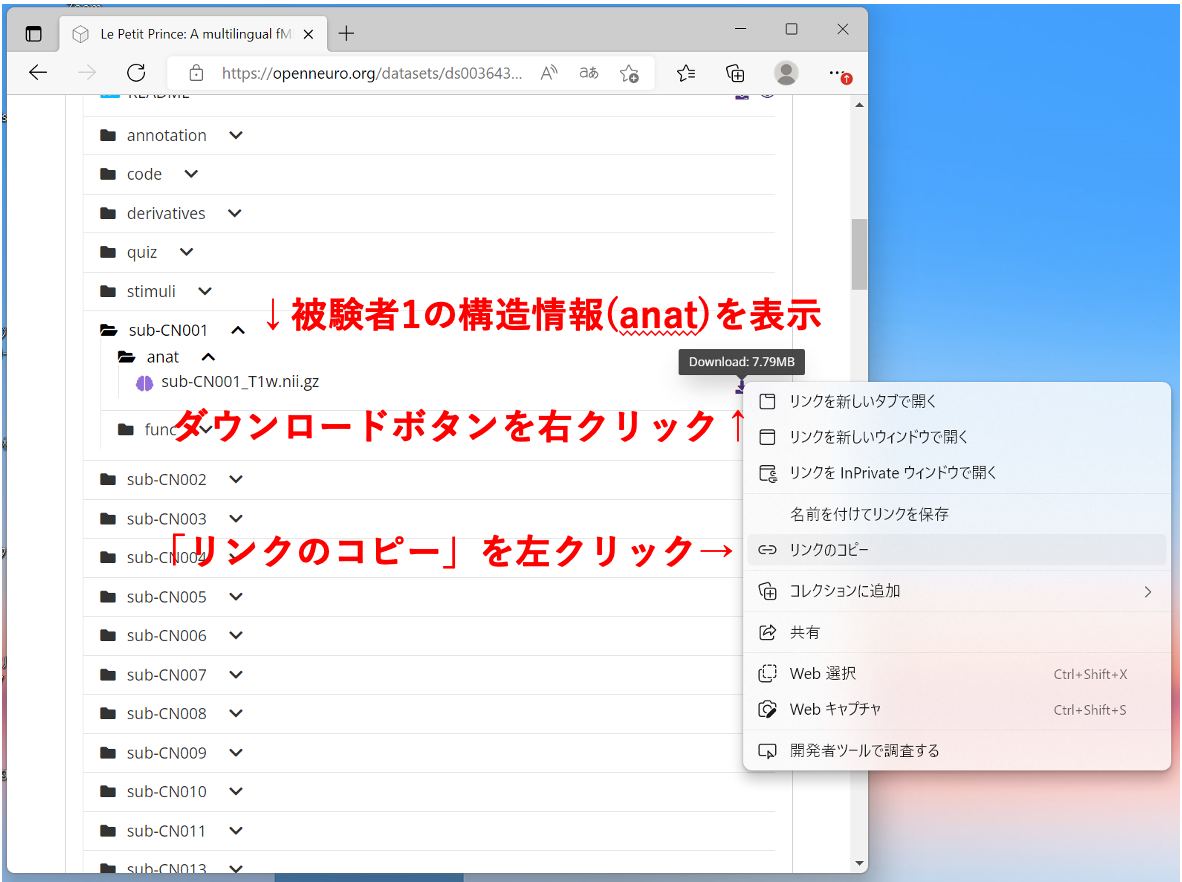 Le Petit Prince: A multilingual fM
https://openneuro.org/datasets/ds003643...
README
annotation
code
derivatives
quiz
stimuli
↓被験者1の構造情報(anat)を表示
sub-CN001
anat
Download: 7.79MB
sub-CN001_T1w.nii.gz
リンクを新しいタブで開く
ダウンロードボタンを右クリック↑
func
リンクを新しいウィンドウで開く
リンクを InPrivate ウィンドウで開く
sub-CN002
名前を付けてリンクを保存
sub-CN003
「リンクのコピー」を左クリック→
リンクのコピー
sub-CN004
コレクションに追加
sub-CN005
共有
sub-CN006
Web 選択 Ctrl+Shift+X
sub-CN007
Web キャプチャ Ctrl+Shift+S
sub-CN008
開発者ツールで調査する
sub-CN009
sub-CN010
sub-CN011
sub-CN013